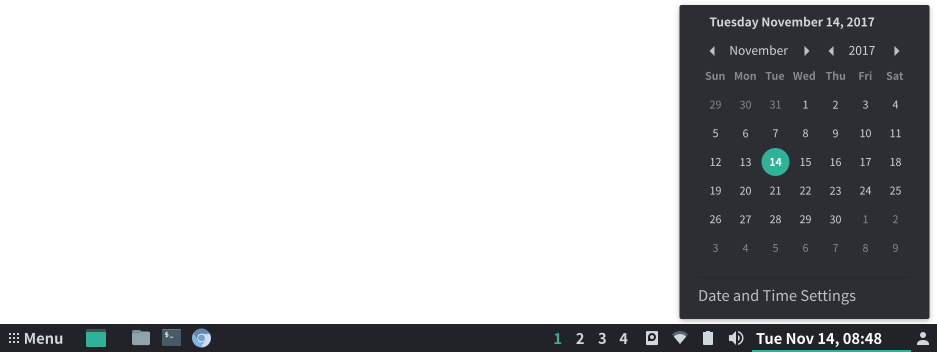 Tuesday November 14, 2017
November 2017
Sun Mon Tue Wed Thu Fri Sat
29 30 31 1 2 3 4
5 6 7 8 9 10 11
12 13 14 15 16 17 18
19 20 21 22 23 24 25
26 27 28 29 30 1 2
3 4 5 6 7 8 9
Date and Time Settings
Menu $_ 1 2 3 4 Tue Nov 14, 08:48